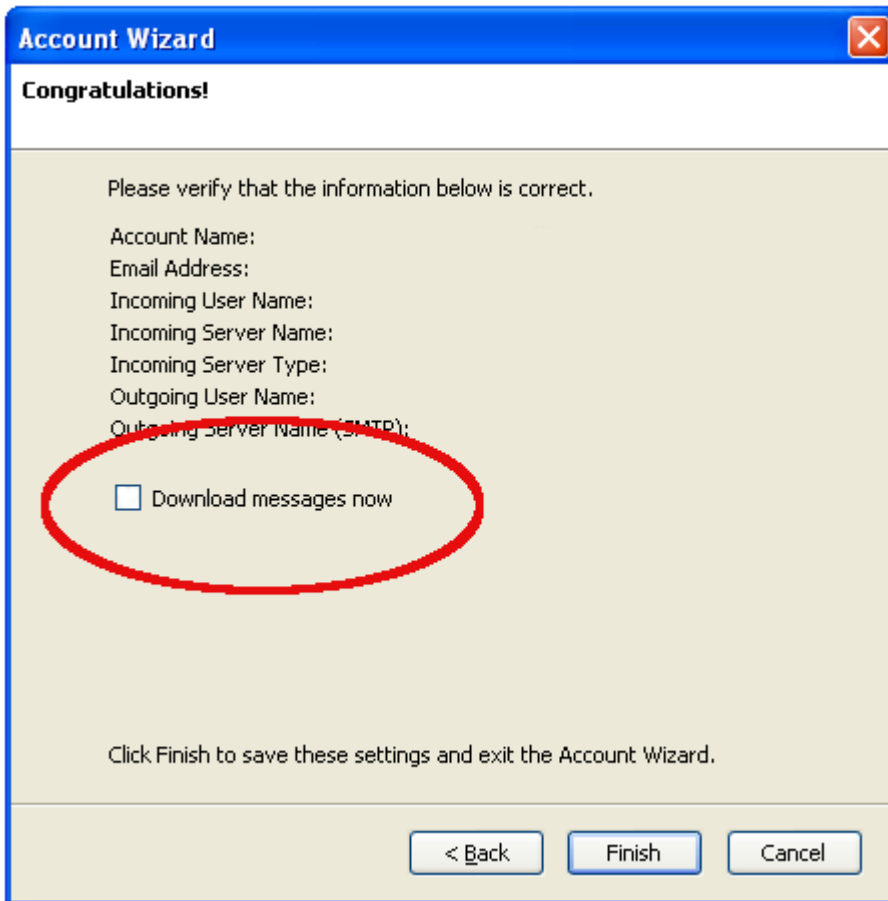 Account Wizard
Congratulations!
Please verify that the information below is correct.
Account Name:
Email Address:
Incoming User Name:
Incoming Server Name:
Incoming Server Type:
Outgoing User Name:
Outgoing Server Name (SMTP):
Download messages now
Click Finish to save these settings and exit the Account Wizard.
< Back Finish Cancel